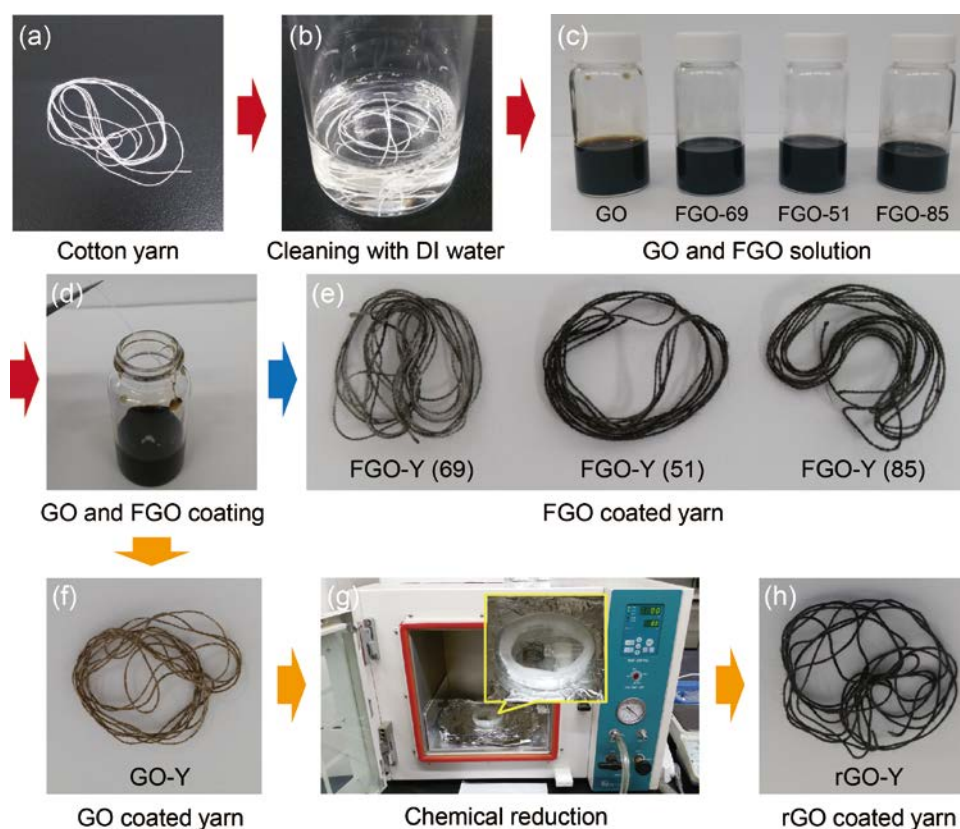 (a)
(b)
(c)
GO
FGO-69
FGO-51
FGO-85
Cotton yarn
Cleaning with DI water
GO and FGO solution
(d)
(e)
FGO-Y (69)
FGO-Y (51)
FGO-Y (85)
GO and FGO coating
FGO coated yarn
(f)
(g)
(h)
GO-Y
rGO-Y
GO coated yarn
Chemical reduction
rGO coated yarn